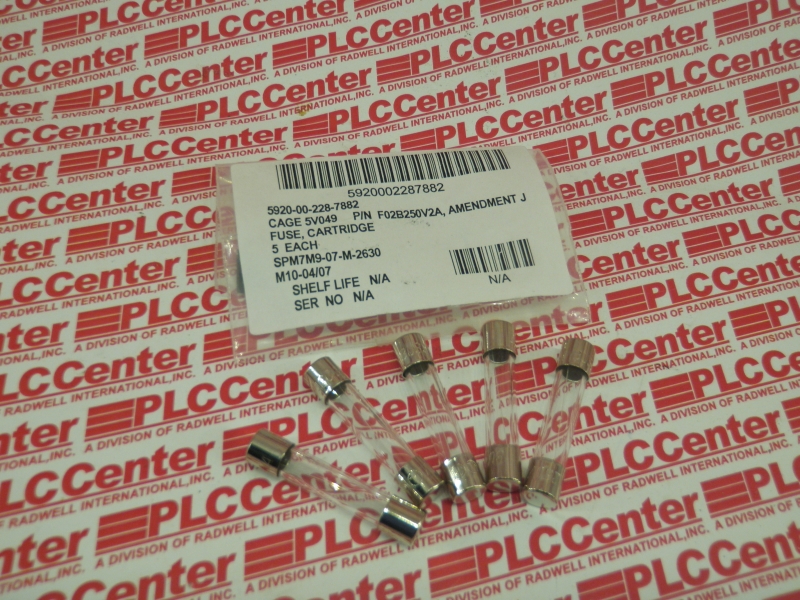 PLCCenter
A DIVISION OF RADWELL INTERNATIONAL,INC.
5920002287882
5920-00-228-7882
CAGE 5V049 P/N F02B250V2A, AMENDMENT J
FUSE, CARTRIDGE
5 EACH
SPM7M9-07-M-2630
M10-04/07
SHELF LIFE N/A
SER NO N/A
N/A